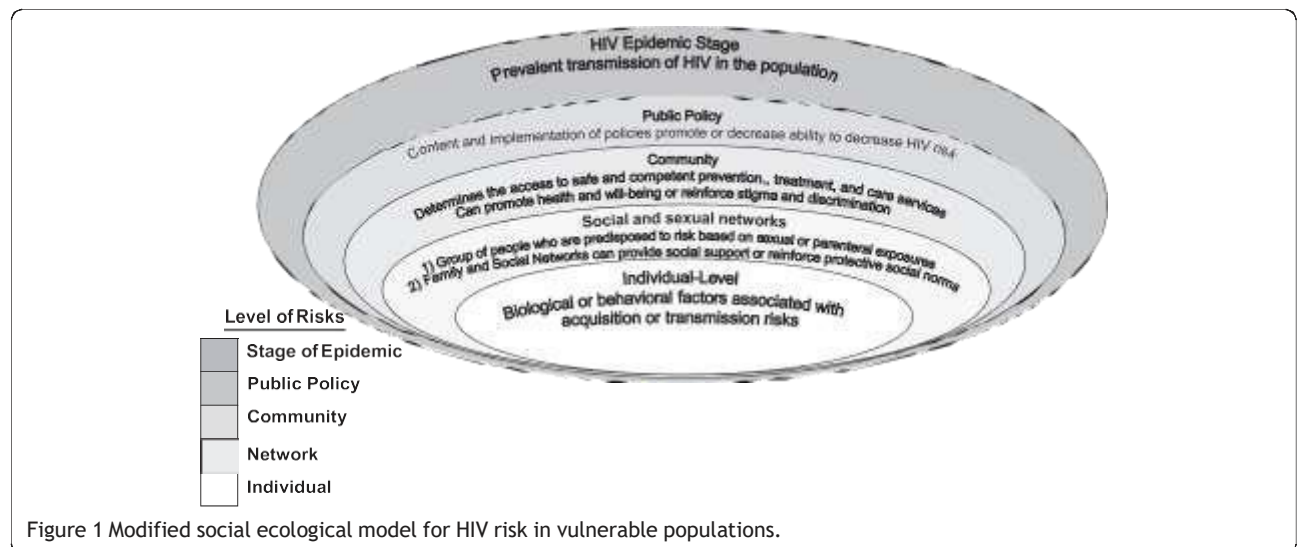 HIV Epidemic Stage
Prevalent transmission of HIV in the population
Public Policy
Content and implementation of policies promote or decrease ability to decrease HIV risk
Community
Determines the access to safe and competent prevention., treatment, and care services
Can promote health and will-being or reinforce stigma and discrimination
Social and sexual networks
1) Group of people who are predisposed to risk based on sexual or parenteral exposures
2) Family and Social Networks can provide social support or reinforce protective social norms
Individual-Level
Biological or behavioral factors associated with
acquisition or transmission risks
Level of Risks
Stage of Epidemic
Public Policy
Community
Network
Individual
Figure 1 Modified social ecological model for HIV risk in vulnerable populations.